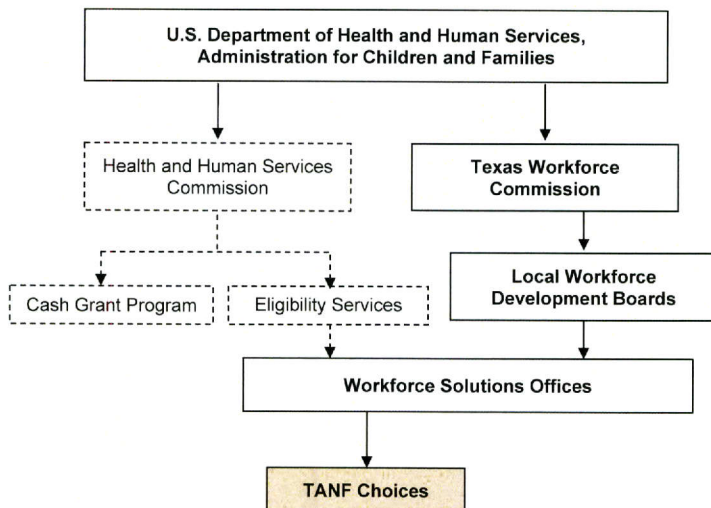 U.S. Department of Health and Human Services,
Administration for Children and Families
Health and Human Services
Commission
Texas Workforce
Commission
Cash Grant Program
Eligibility Services
Local Workforce
Development Boards
Workforce Solutions Offices
TANF Choices